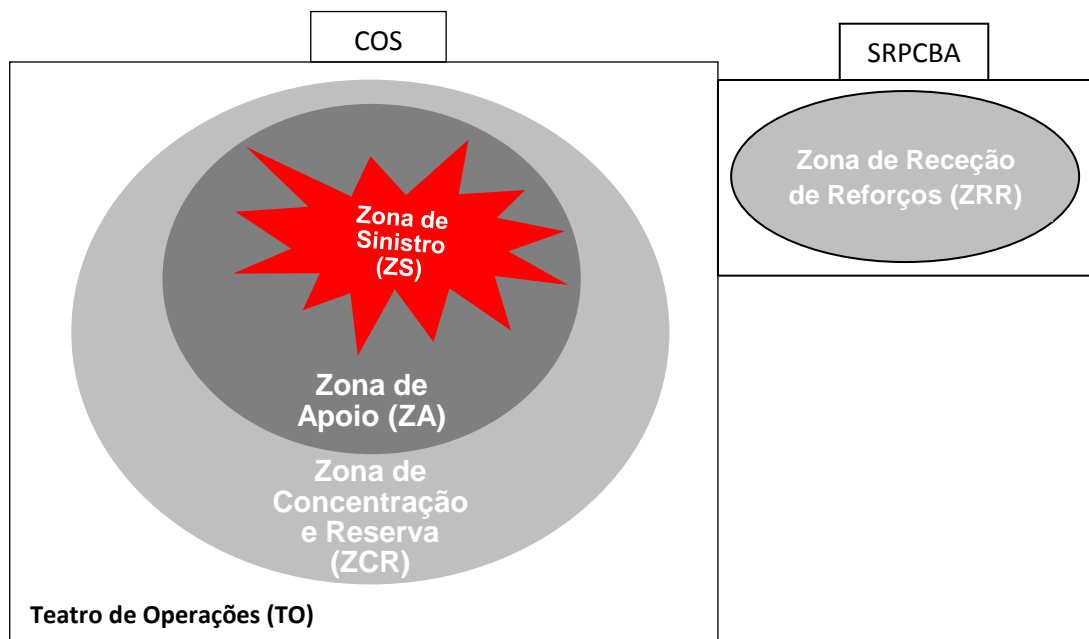 COS
SRPCBA
Zona de Receção
de Reforços (ZRR)
Zona de
Sinistro
(ZS)
Zona de
Apoio (ZA)
Zona de
Concentração
e Reserva
(ZCR)
Teatro de Operações (TO)